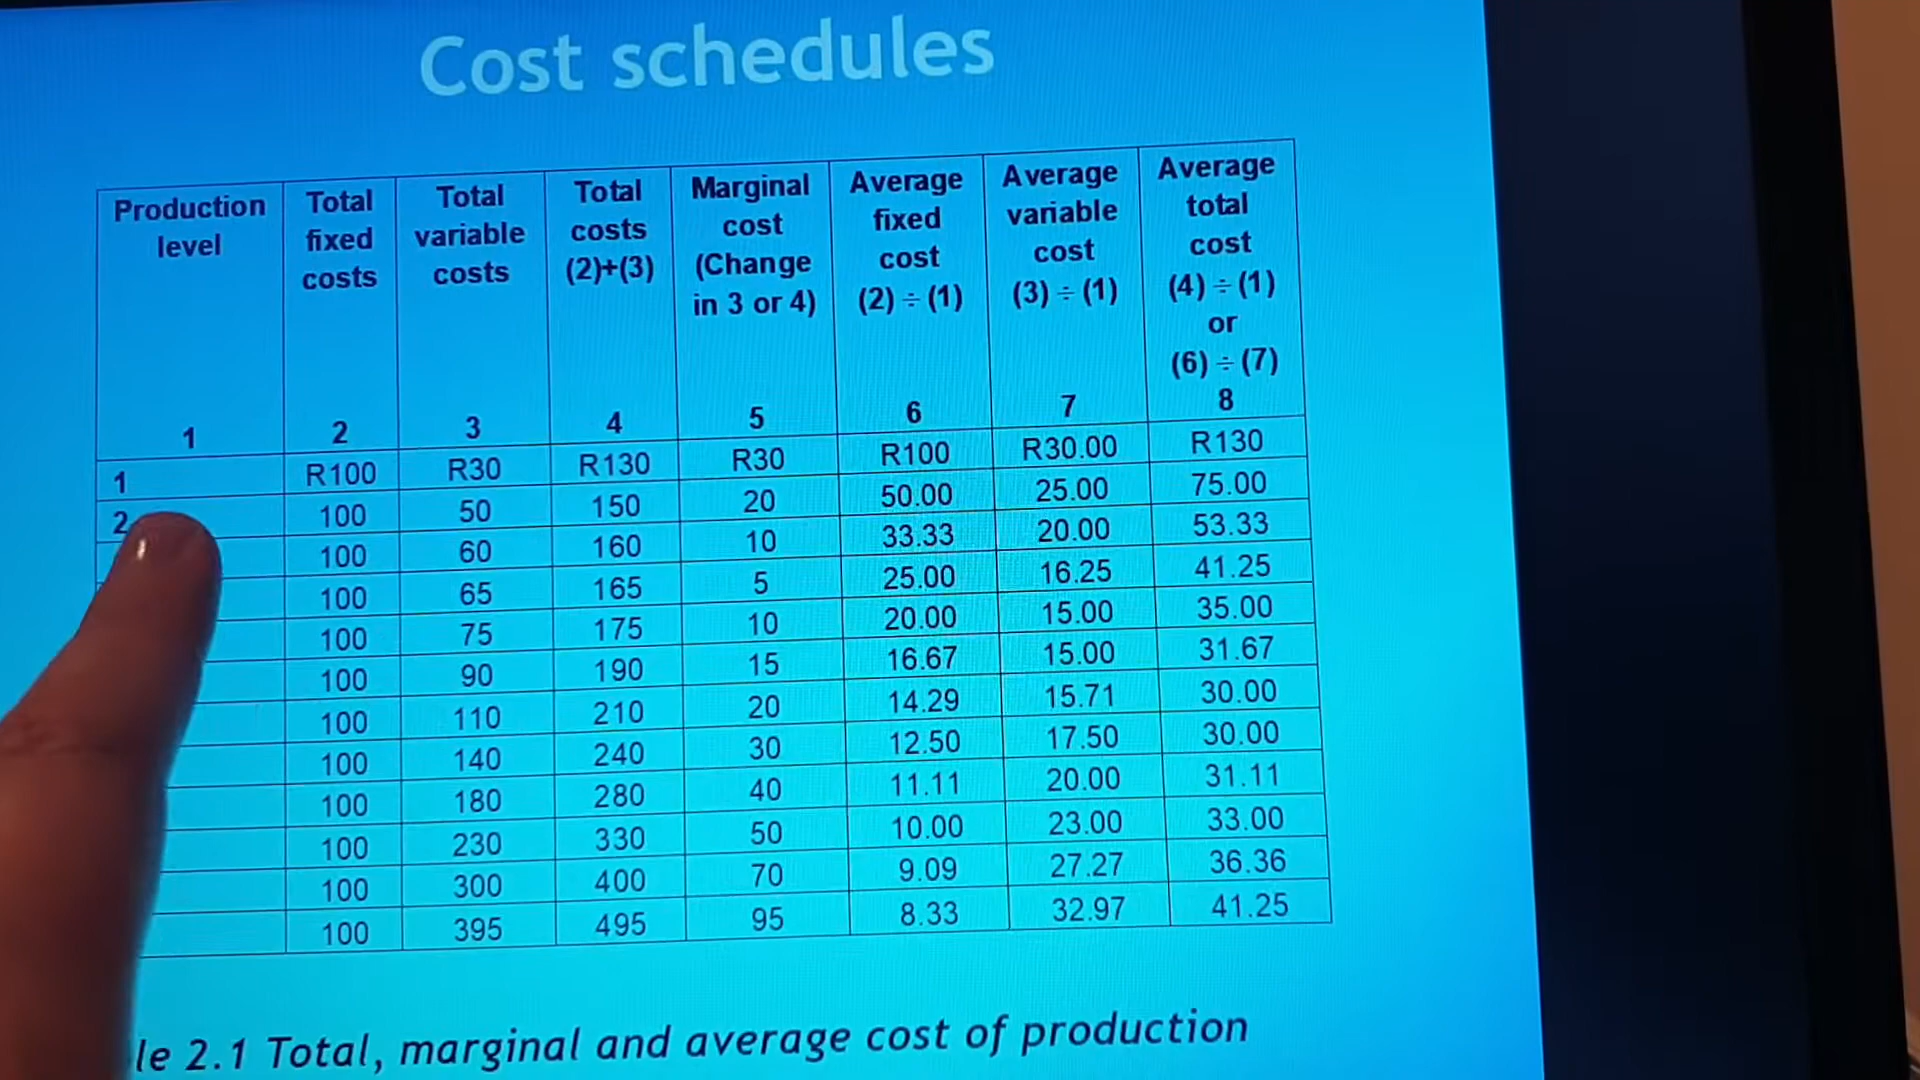 Cost schedules
Production level 1 | Total fixed costs 2 | Total variable costs 3 | Total costs (2)+(3) 4 | Marginal cost (Change in 3 or 4) 5 | Average fixed cost (2) ÷ (1) 6 | Average variable cost (3) ÷ (1) 7 | Average total cost (4) ÷ (1) or (6) ÷ (7) 8
1 | R100 | R30 | R130 | R30 | R100 | R30.00 | R130
2 | 100 | 50 | 150 | 20 | 50.00 | 25.00 | 75.00
100 | 60 | 160 | 10 | 33.33 | 20.00 | 53.33
100 | 65 | 165 | 5 | 25.00 | 16.25 | 41.25
100 | 75 | 175 | 10 | 20.00 | 15.00 | 35.00
100 | 90 | 190 | 15 | 16.67 | 15.00 | 31.67
100 | 110 | 210 | 20 | 14.29 | 15.71 | 30.00
100 | 140 | 240 | 30 | 12.50 | 17.50 | 30.00
100 | 180 | 280 | 40 | 11.11 | 20.00 | 31.11
100 | 230 | 330 | 50 | 10.00 | 23.00 | 33.00
100 | 300 | 400 | 70 | 9.09 | 27.27 | 36.36
100 | 395 | 495 | 95 | 8.33 | 32.97 | 41.25
le 2.1 Total, marginal and average cost of production